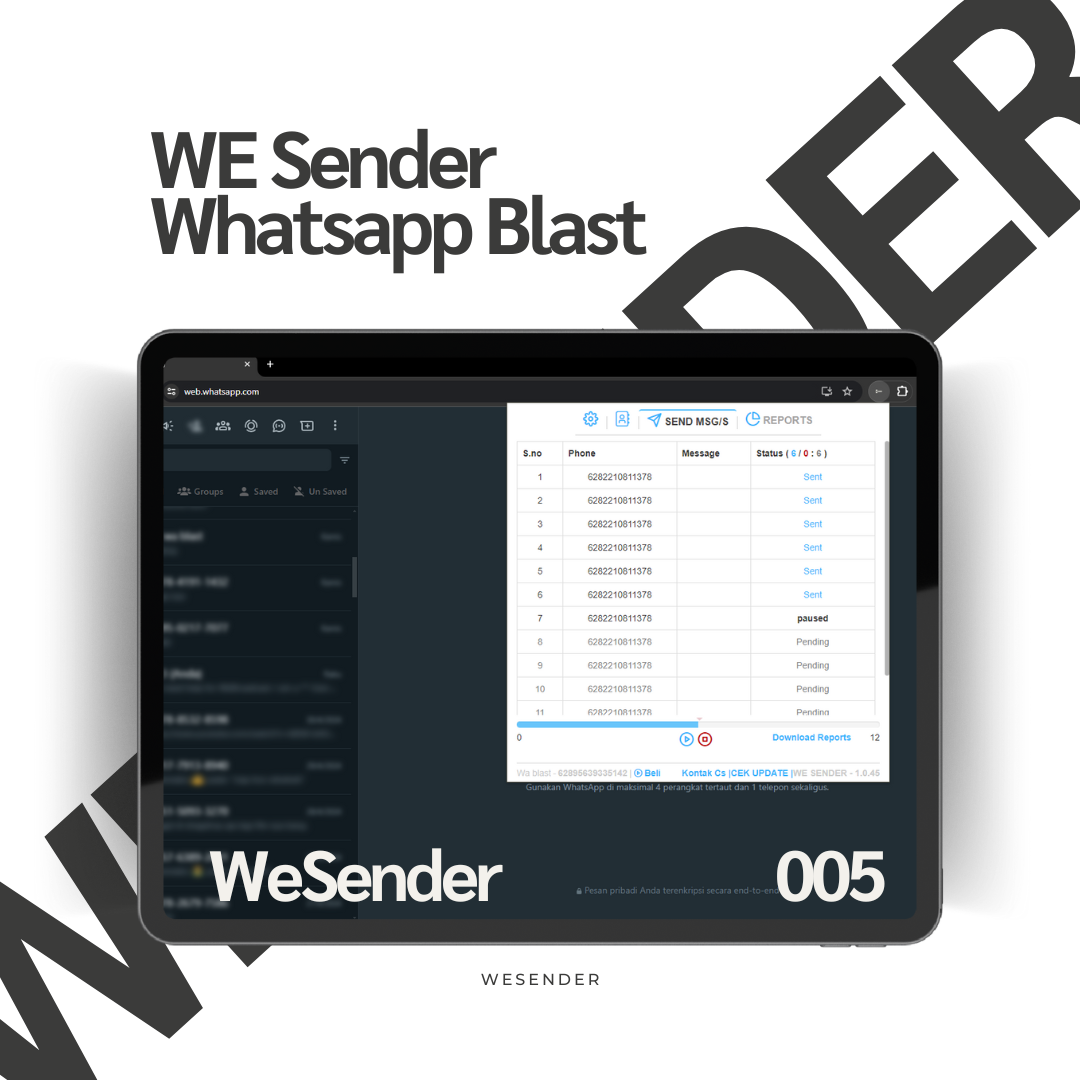 WE Sender
Whatsapp Blast
DER
web.whatsapp.com
SEND MSG/S
REPORTS
Groups
Saved
Un Saved
S.no Phone Message Status ( 6 / 0 : 6 )
1 6282210811378 Sent
2 6282210811378 Sent
3 6282210811378 Sent
4 6282210811378 Sent
5 6282210811378 Sent
6 6282210811378 Sent
7 6282210811378 paused
8 6282210811378 Pending
9 6282210811378 Pending
10 6282210811378 Pending
11 6282210811378 Pending
0 Download Reports 12
Wa blast - 62895639335142 | Beli Kontak Cs |CEK UPDATE |WE SENDER - 1.0.45
Gunakan WhatsApp di maksimal 4 perangkat tertaut dan 1 telepon sekaligus.
Pesan pribadi Anda terenkripsi secara end-to-end
WeSender 005
WE
WESENDER